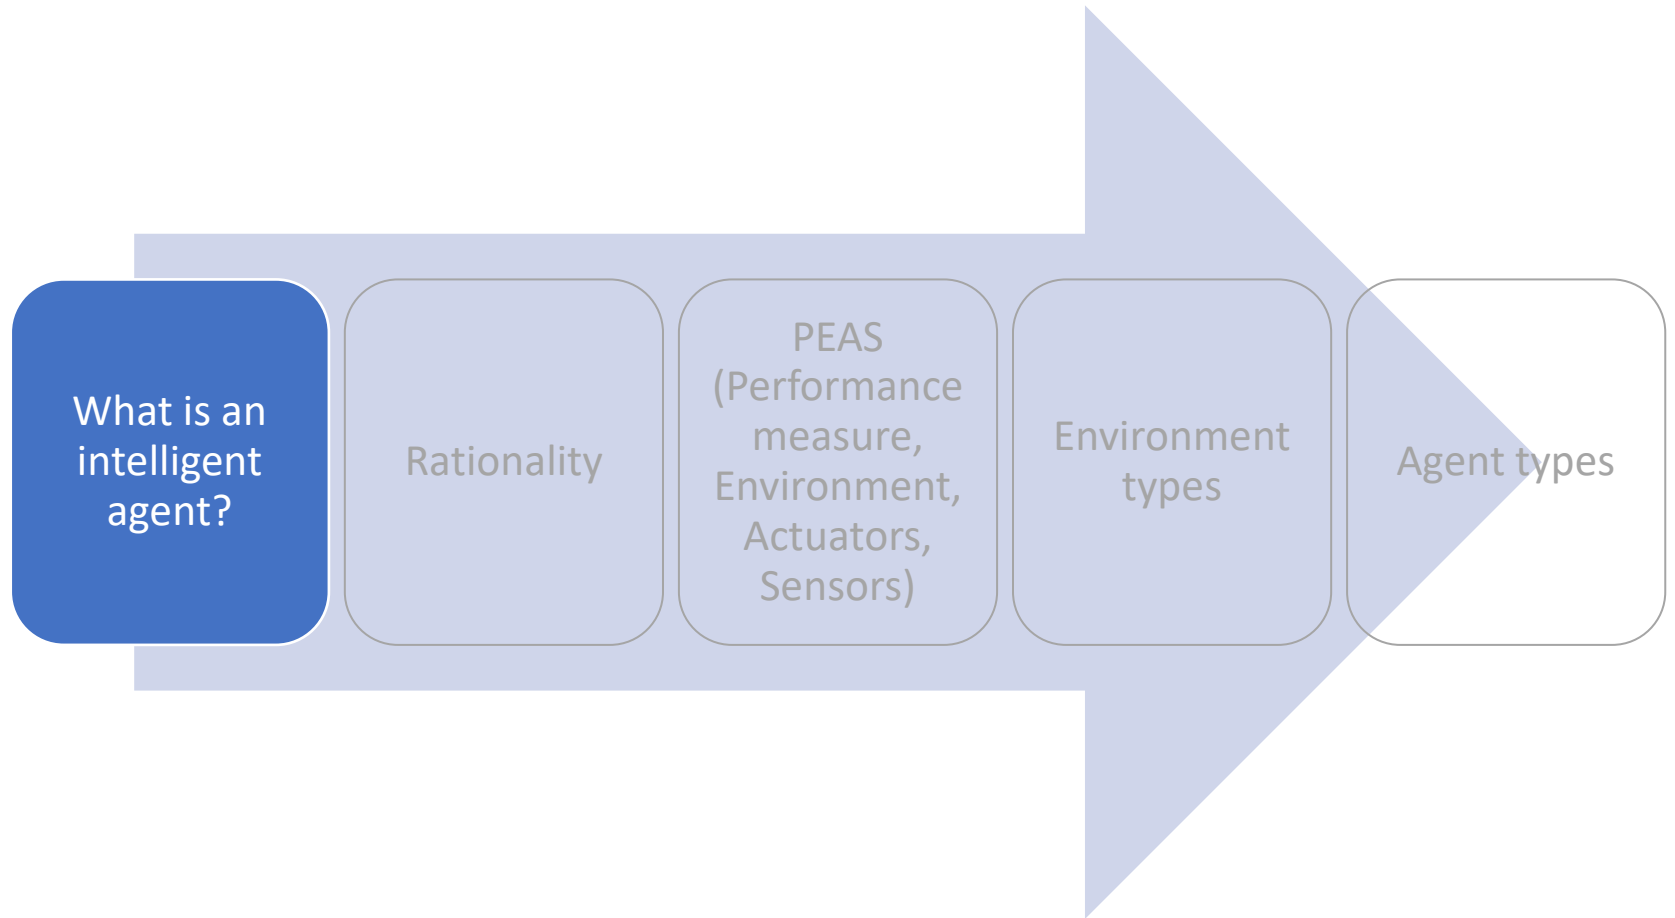 What is an
intelligent
agent?
Rationality
PEAS
(Performance
measure,
Environment,
Actuators,
Sensors)
Environment
types
Agent types